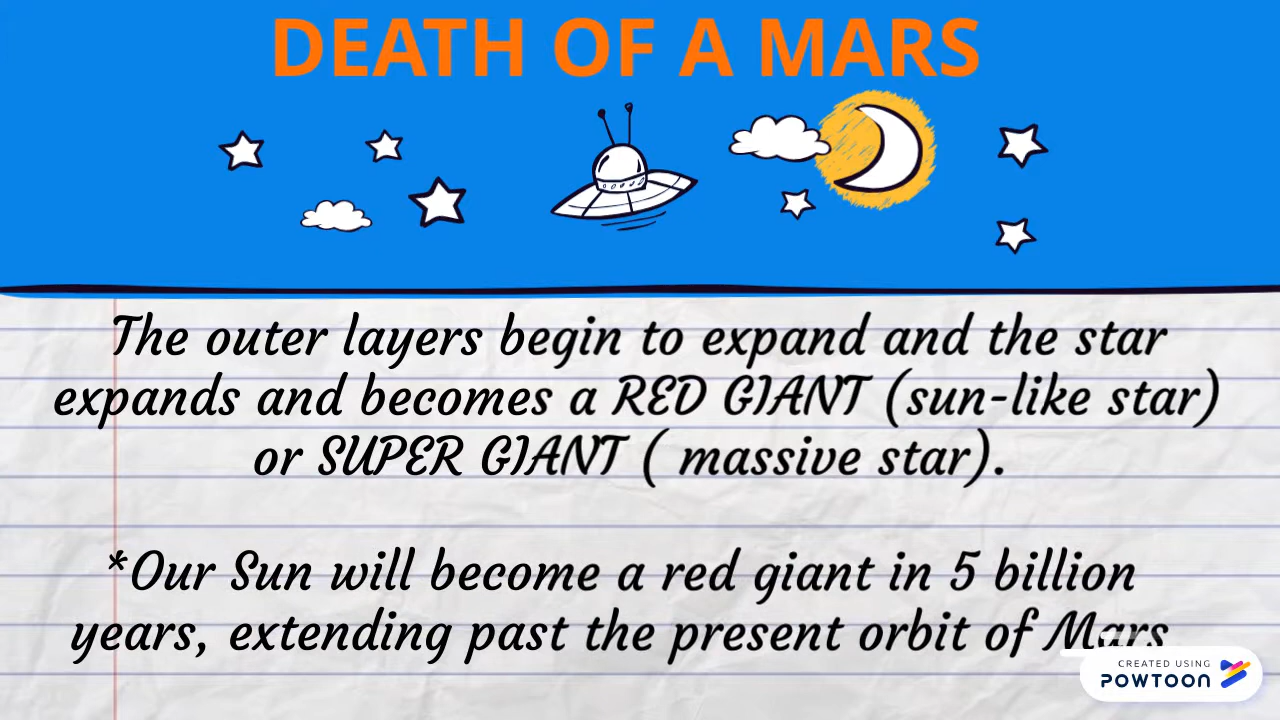 DEATH OF A MARS
The outer layers begin to expand and the star
expands and becomes a RED GIANT (sun-like star)
or SUPER GIANT ( massive star).
*Our Sun will become a red giant in 5 billion
years, extending past the present orbit of Mars
CREATED USING
POWTOON